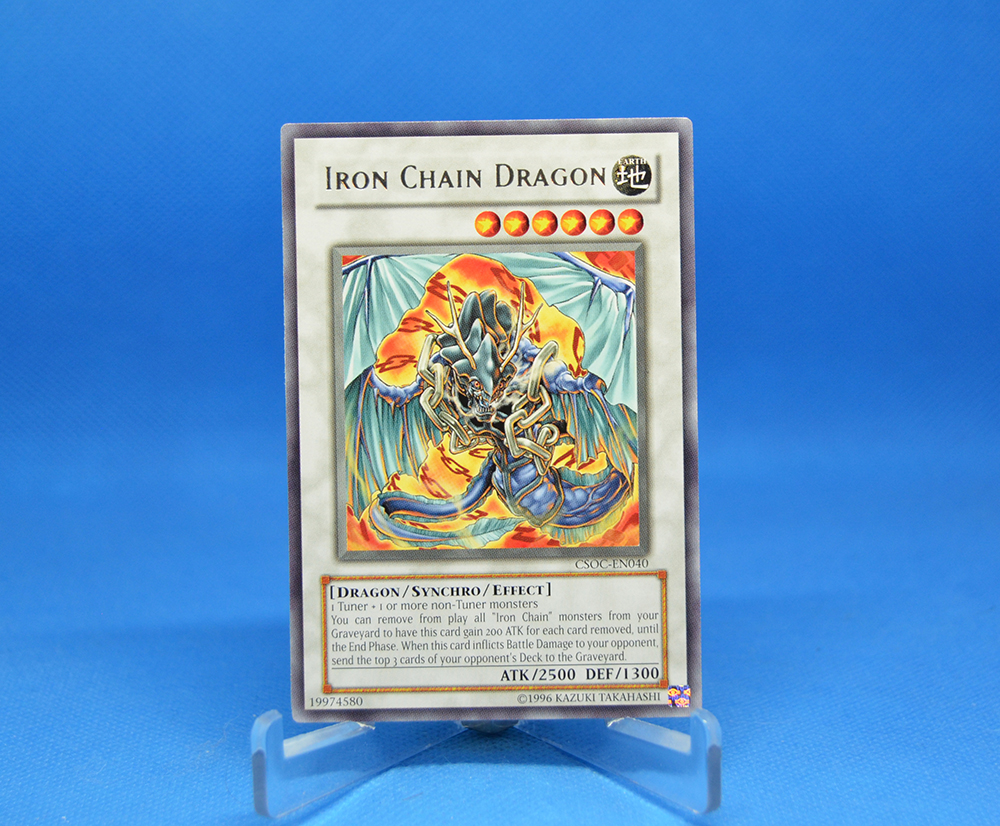 IRON CHAIN DRAGON
EARTH
地
CSOC-EN040
[DRAGON/SYNCHRO/EFFECT]
1 Tuner + 1 or more non-Tuner monsters
You can remove from play all "Iron Chain" monsters from your
Graveyard to have this card gain 200 ATK for each card removed, until
the End Phase. When this card inflicts Battle Damage to your opponent,
send the top 3 cards of your opponent's Deck to the Graveyard.
ATK/2500 DEF/1300
19974580
©1996 KAZUKI TAKAHASHI